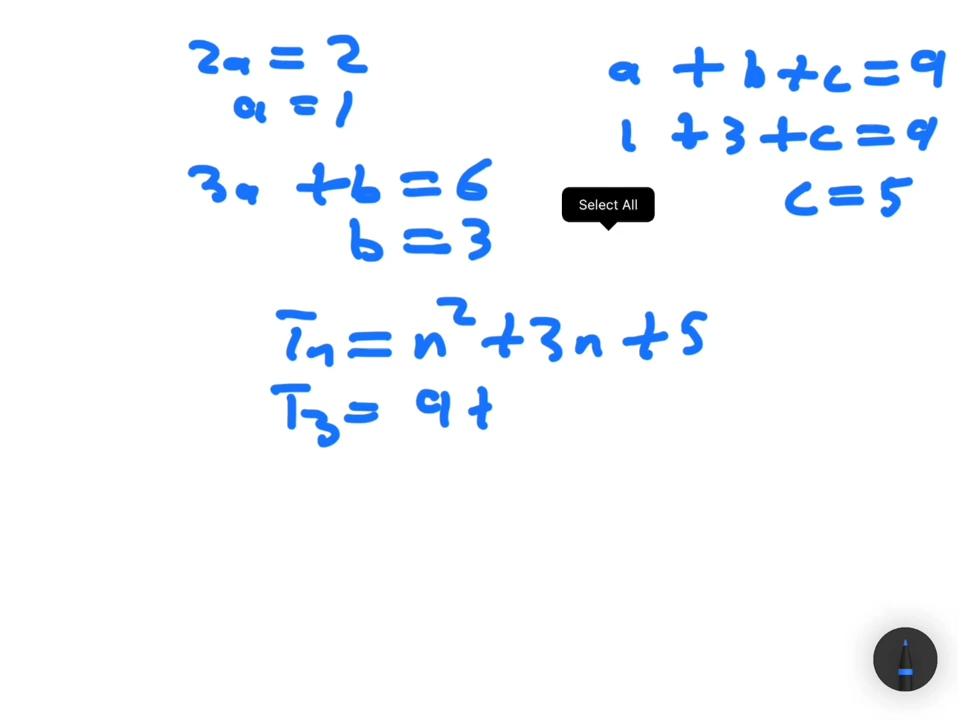 2a = 2
a = 1
3a + b = 6
b = 3
a + b + c = 9
1 + 3 + c = 9
c = 5
Select All
Tn = n² + 3n + 5
T3 = 9 +